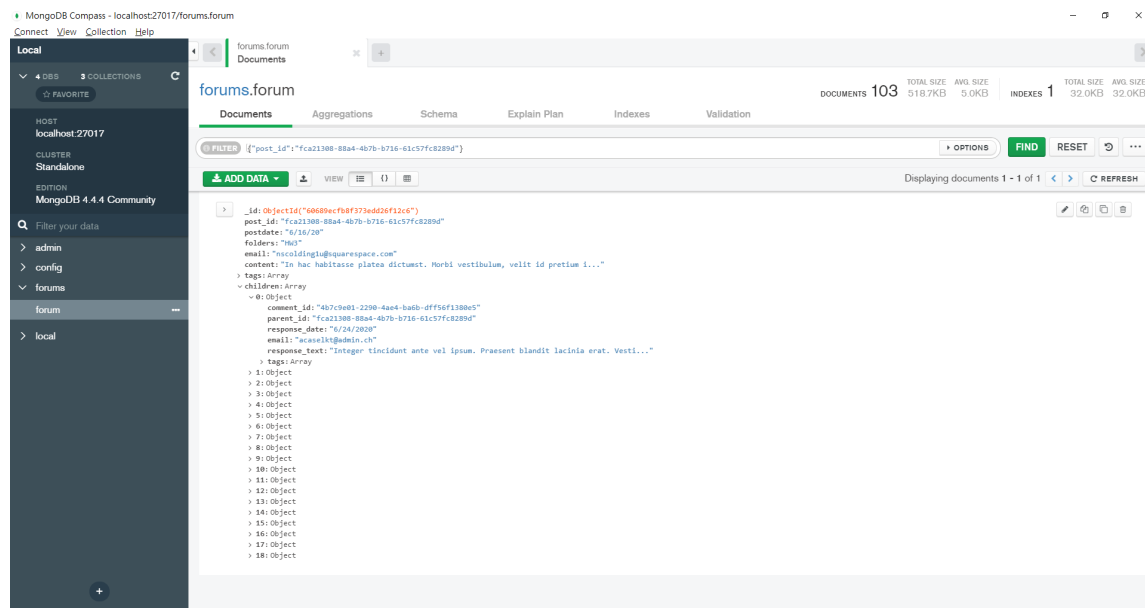 MongoDB Compass - localhost:27017/forums.forum
Connect View Collection Help
Local
4 DBS 3 COLLECTIONS
☆ FAVORITE
HOST
localhost:27017
CLUSTER
Standalone
EDITION
MongoDB 4.4.4 Community
Filter your data
admin
config
forums
forum
local
forums.forum
Documents
forums.forum
DOCUMENTS 103 TOTAL SIZE 518.7KB AVG. SIZE 5.0KB INDEXES 1 TOTAL SIZE 32.0KB AVG. SIZE 32.0KB
Documents Aggregations Schema Explain Plan Indexes Validation
FILTER {"post_id":"fca21308-88a4-4b7b-b716-61c57fc8289d"} OPTIONS FIND RESET
ADD DATA VIEW {} Displaying documents 1 - 1 of 1 REFRESH
_id: ObjectId("60689ecfb8f373edd26f12c6")
post_id: "fca21308-88a4-4b7b-b716-61c57fc8289d"
postdate: "6/16/20"
folders: "HW3"
email: "nscolding1u@squarespace.com"
content: "In hac habitasse platea dictumst. Morbi vestibulum, velit id pretium i..."
tags: Array
children: Array
0: Object
comment_id: "4b7c9e01-2290-4ae4-ba6b-dff56f1380e5"
parent_id: "fca21308-88a4-4b7b-b716-61c57fc8289d"
response_date: "6/24/2020"
email: "acaselkt@admin.ch"
response_text: "Integer tincidunt ante vel ipsum. Praesent blandit lacinia erat. Vesti..."
tags: Array
1: Object
2: Object
3: Object
4: Object
5: Object
6: Object
7: Object
8: Object
9: Object
10: Object
11: Object
12: Object
13: Object
14: Object
15: Object
16: Object
17: Object
18: Object